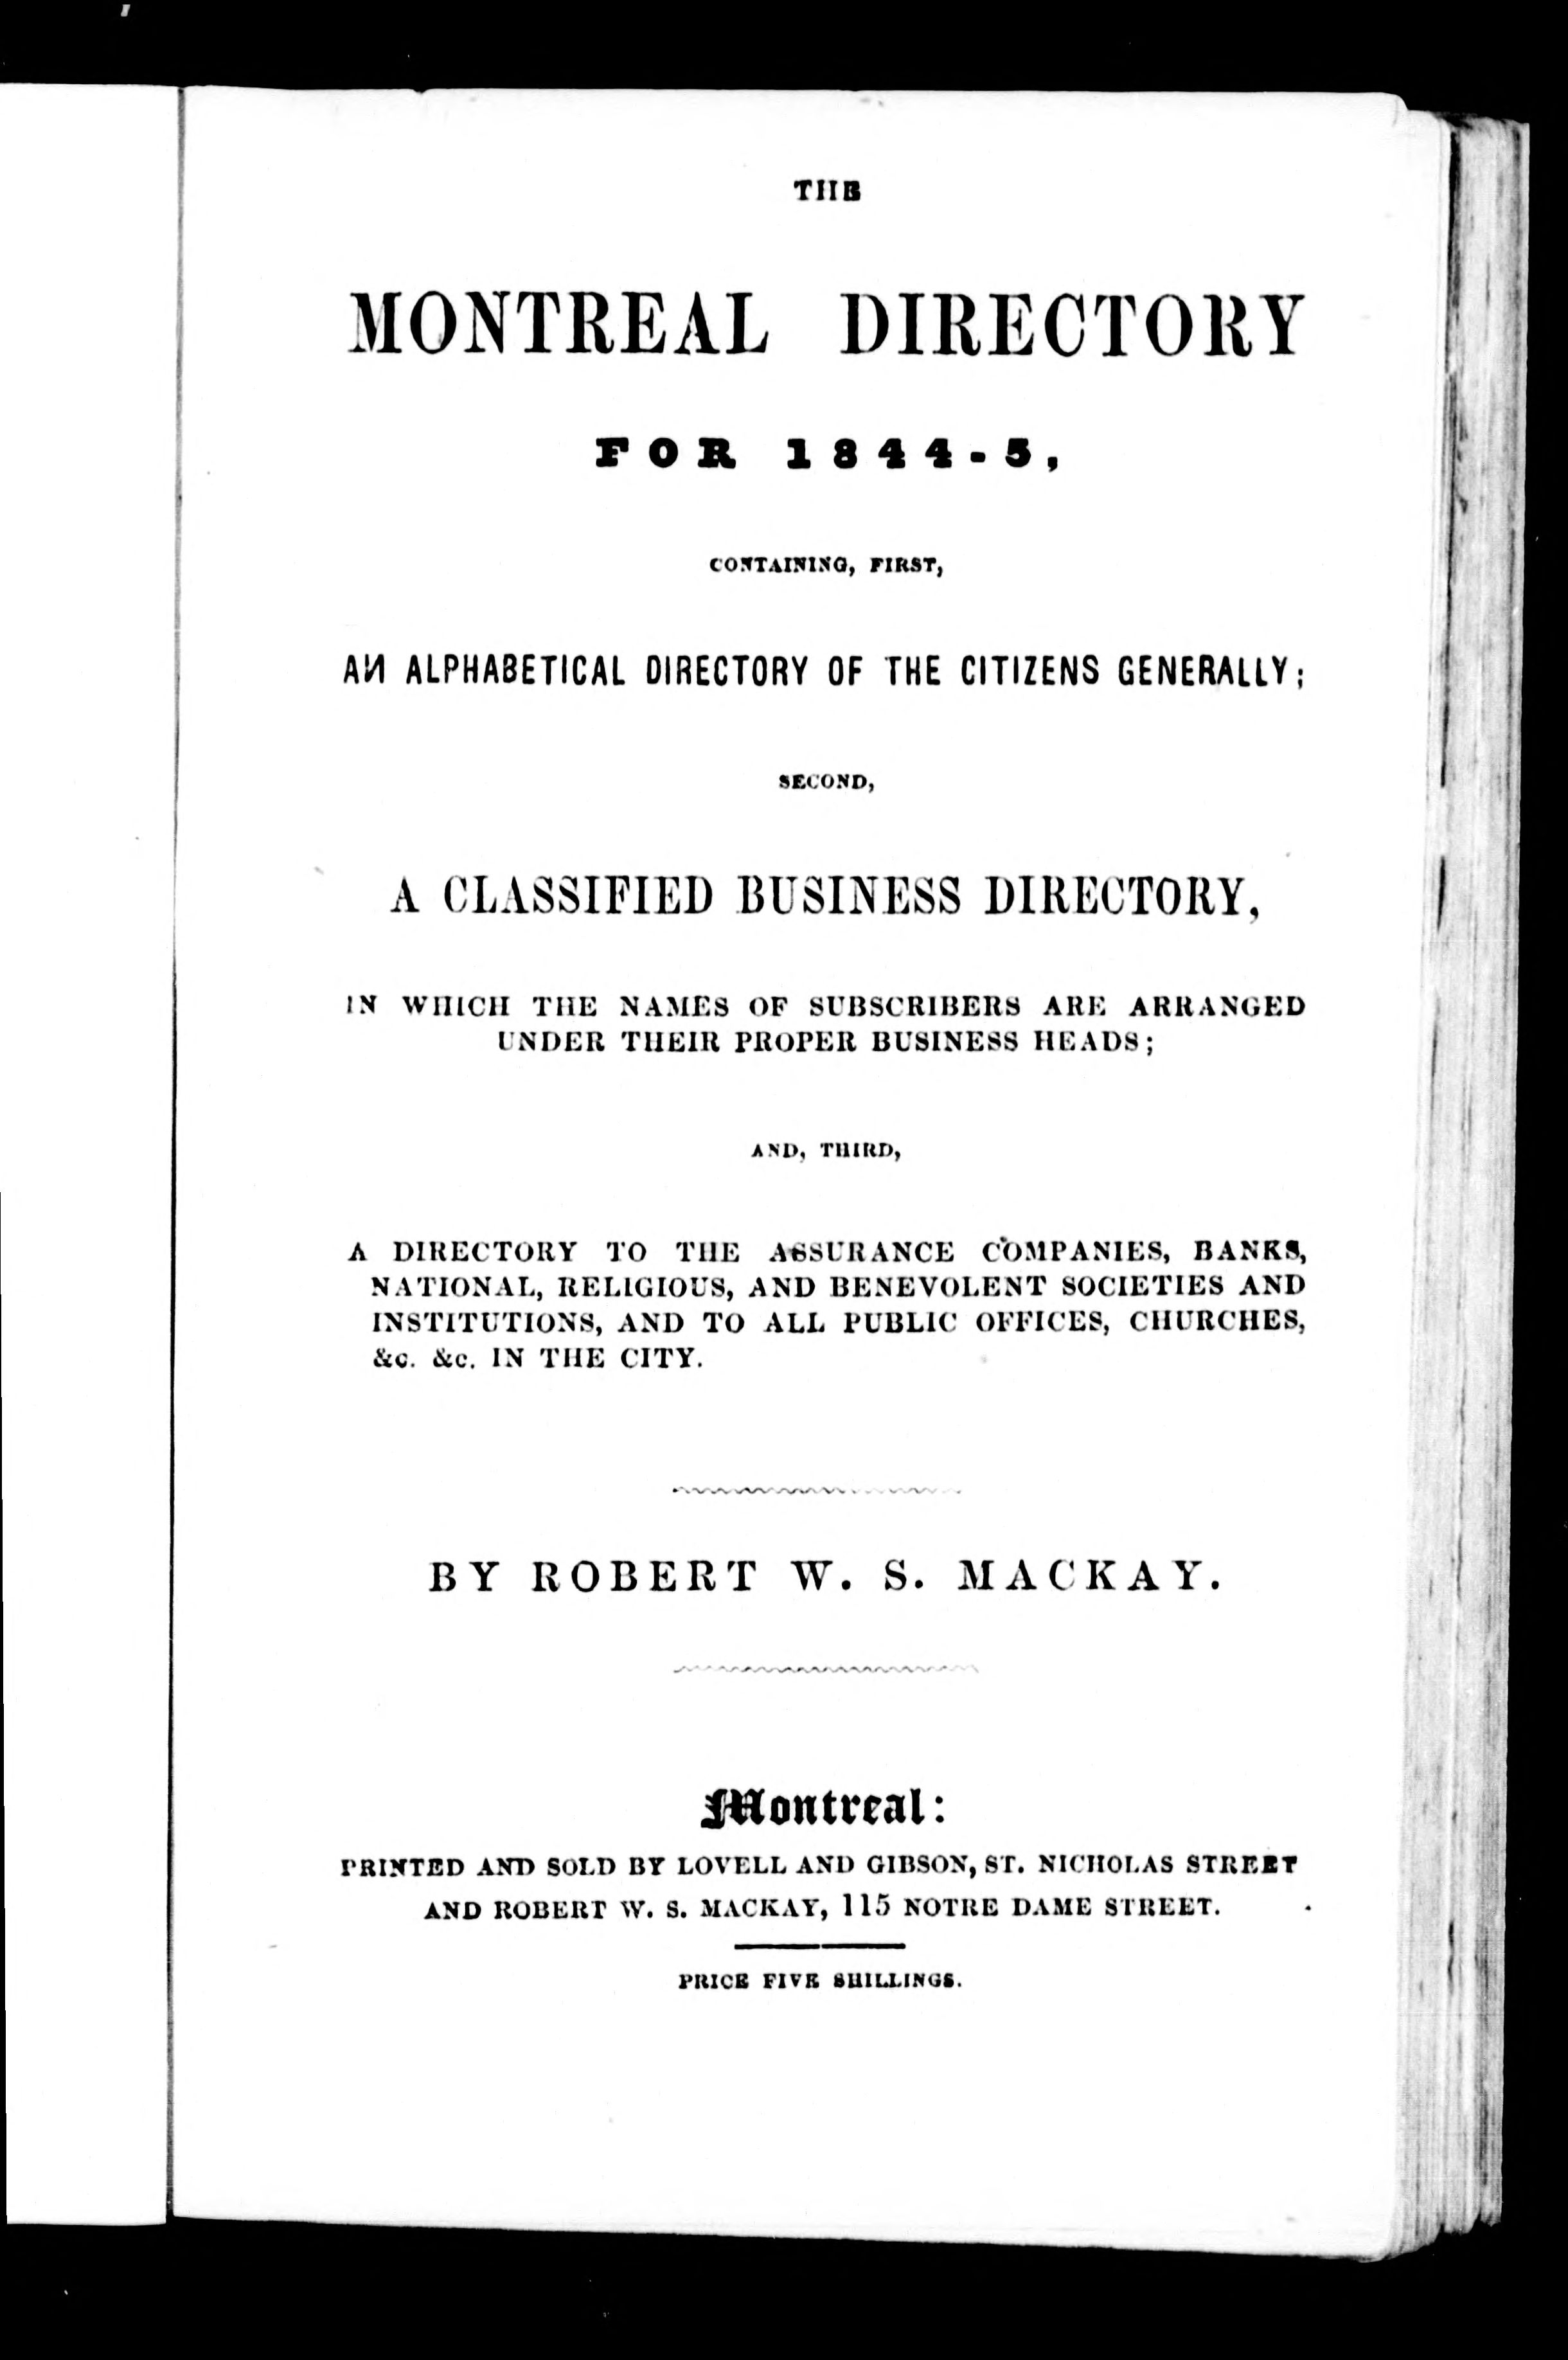 THE
MONTREAL DIRECTORY
FOR 1844-5,
CONTAINING, FIRST,
AN ALPHABETICAL DIRECTORY OF THE CITIZENS GENERALLY;
SECOND,
A CLASSIFIED BUSINESS DIRECTORY,
IN WHICH THE NAMES OF SUBSCRIBERS ARE ARRANGED
UNDER THEIR PROPER BUSINESS HEADS;
AND, THIRD,
A DIRECTORY TO THE ASSURANCE COMPANIES, BANKS,
NATIONAL, RELIGIOUS, AND BENEVOLENT SOCIETIES AND
INSTITUTIONS, AND TO ALL PUBLIC OFFICES, CHURCHES,
&c. &c. IN THE CITY.
BY ROBERT W. S. MACKAY.
Montreal:
PRINTED AND SOLD BY LOVELL AND GIBSON, ST. NICHOLAS STREET
AND ROBERT W. S. MACKAY, 115 NOTRE DAME STREET.
PRICE FIVE SHILLINGS.